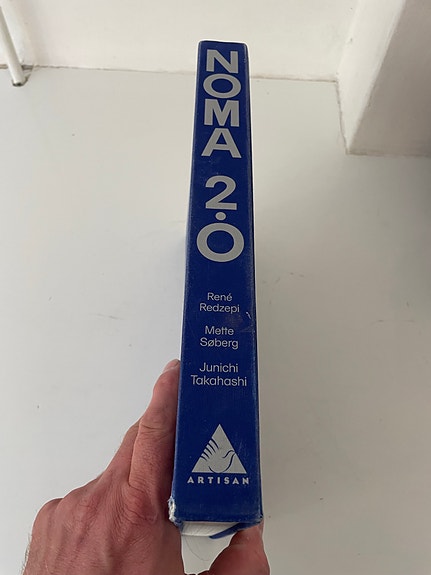 NOMA
2.0
René
Redzepi
Mette
Søberg
Junichi
Takahashi
ARTISAN